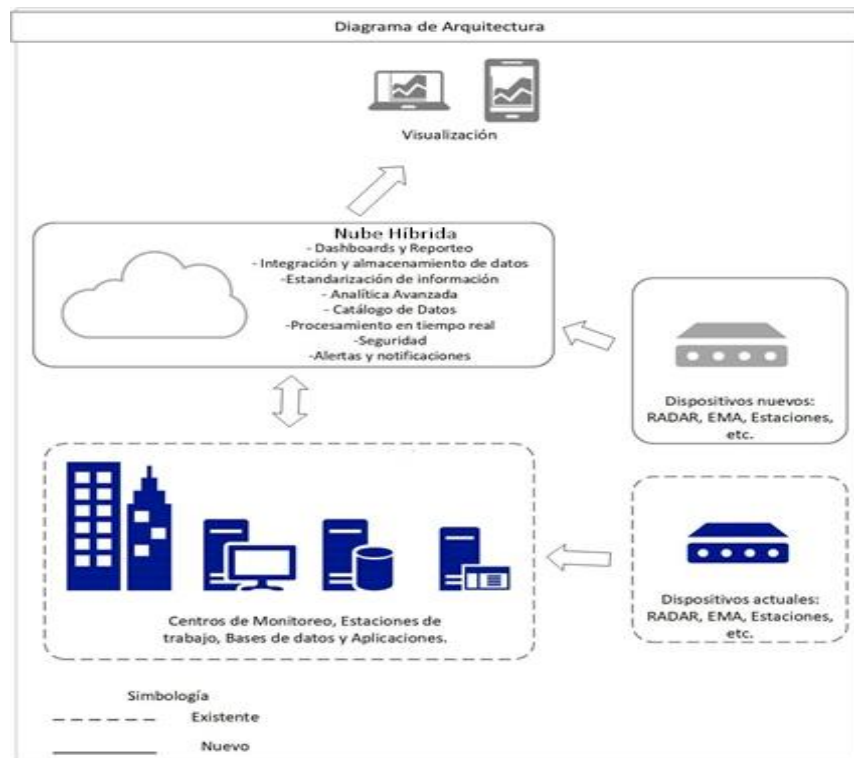 Diagrama de Arquitectura
Visualización
Nube Híbrida
- Dashboards y Reporteo
- Integración y almacenamiento de datos
-Estandarización de información
- Analítica Avanzada
- Catálogo de Datos
-Procesamiento en tiempo real
-Seguridad
-Alertas y notificaciones
Dispositivos nuevos:
RADAR, EMA, Estaciones,
etc.
Centros de Monitoreo, Estaciones de
trabajo, Bases de datos y Aplicaciones.
Dispositivos actuales:
RADAR, EMA, Estaciones,
etc.
Simbología
Existente
Nuevo